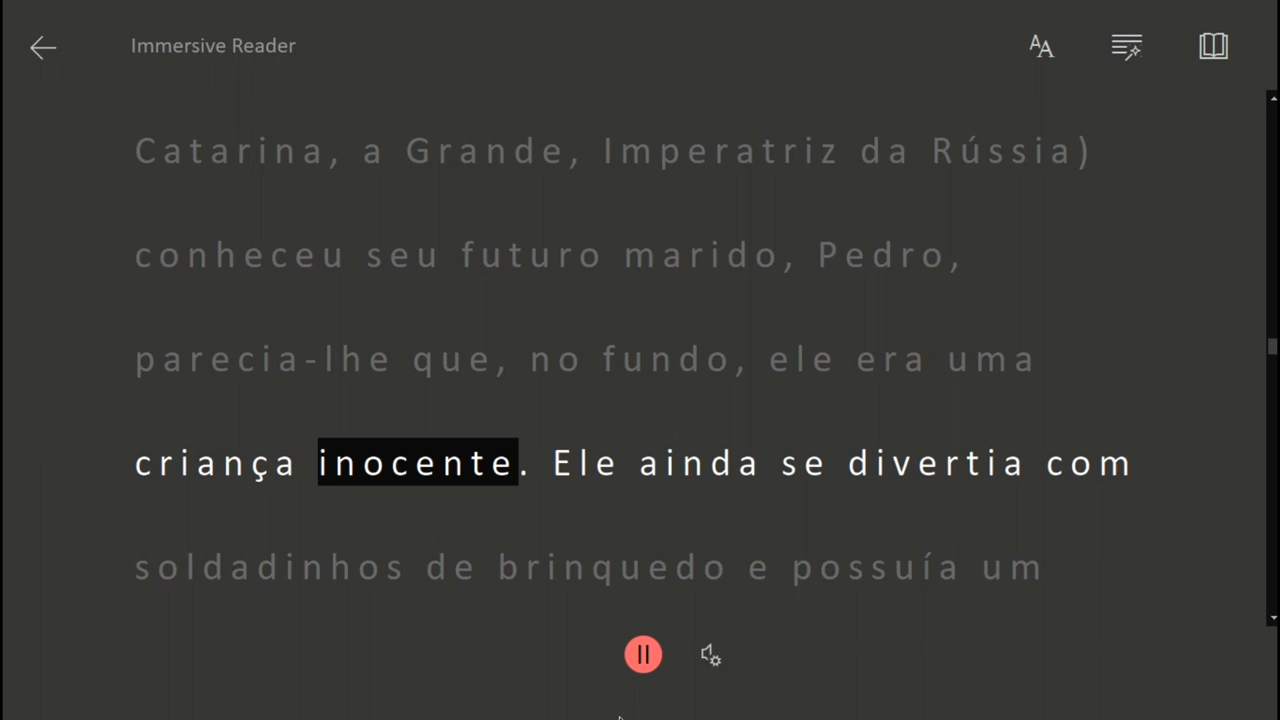 Immersive Reader
Catarina, a Grande, Imperatriz da Rússia)
conheceu seu futuro marido, Pedro,
parecia-lhe que, no fundo, ele era uma
criança inocente. Ele ainda se divertia com
soldadinhos de brinquedo e possuía um